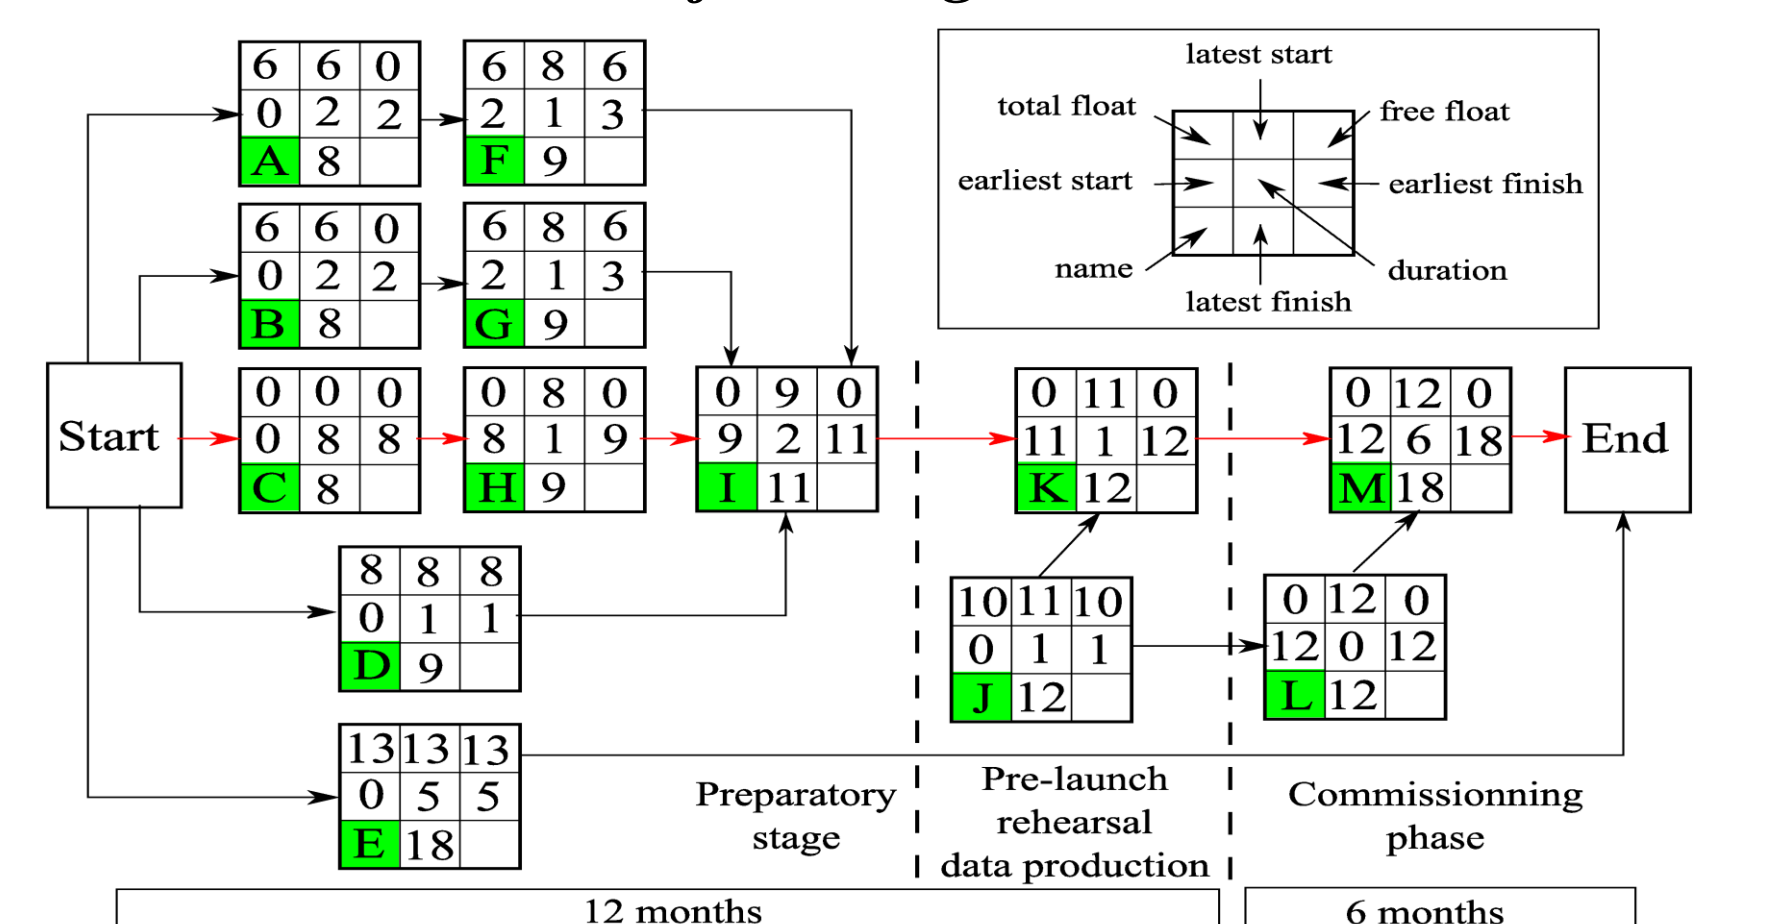 6 6 0
0 2 2
A 8
6 8 6
2 1 3
F 9
latest start
total float
free float
earliest start
earliest finish
name
duration
latest finish
6 6 0
0 2 2
B 8
6 8 6
2 1 3
G 9
Start
0 0 0
0 8 8
C 8
0 8 0
8 1 9
H 9
0 9 0
9 2 11
I 11
0 11 0
11 1 12
K 12
0 12 0
12 6 18
M 18
End
8 8 8
0 1 1
D 9
10 11 10
0 1 1
J 12
0 12 0
12 0 12
L 12
13 13 13
0 5 5
E 18
Preparatory
stage
Pre-launch
rehearsal
data production
Commissionning
phase
12 months
6 months